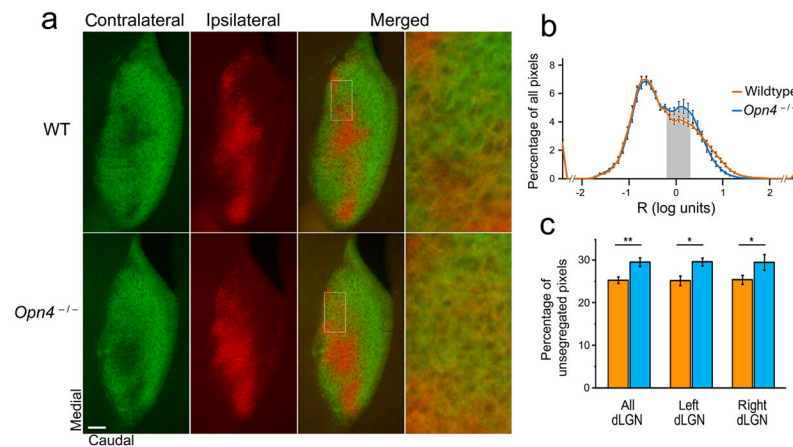 a
Contralateral Ipsilateral Merged
WT
Opn4 −/−
Medial
Caudal
b
Percentage of all pixels
8
6
4
2
0
Wildtype
Opn4 −/−
-2 -1 0 1 2
R (log units)
c
Percentage of
unsegregated pixels
30
20
10
0
** * *
All
dLGN
Left
dLGN
Right
dLGN